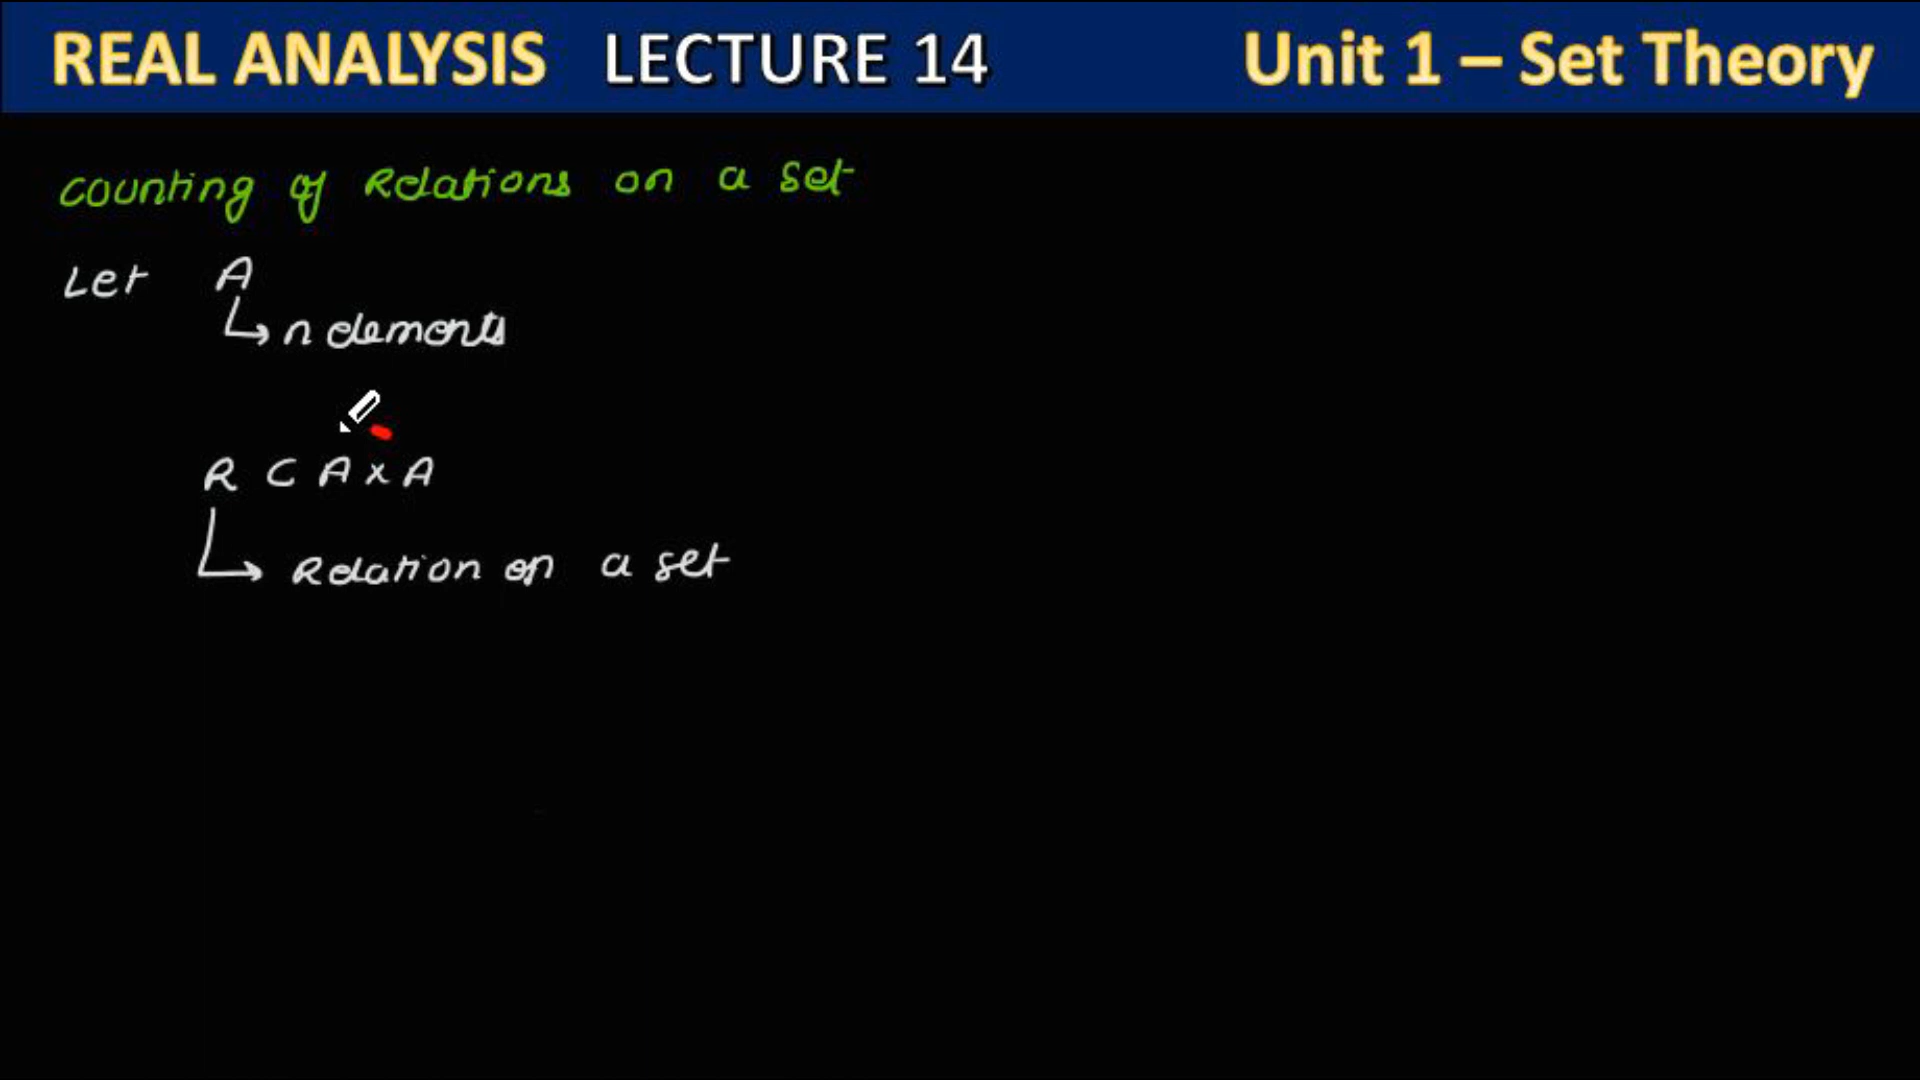 REAL ANALYSIS LECTURE 14 Unit 1 – Set Theory
Counting of Relations on a set
Let A
↳ n elements
R ⊂ A × A
↳ Relation on a set